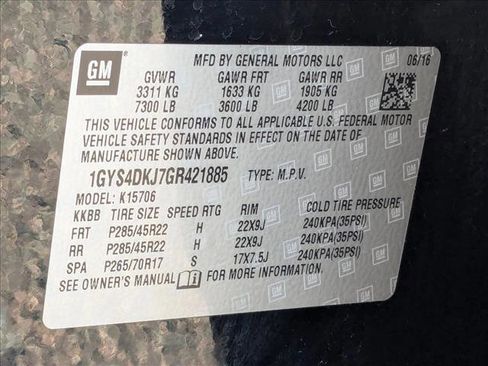 GM
MFD BY GENERAL MOTORS LLC 06/16
GVWR GAWR FRT GAWR RR
3311 KG 1633 KG 1905 KG
7300 LB 3600 LB 4200 LB
THIS VEHICLE CONFORMS TO ALL APPLICABLE U.S. FEDERAL MOTOR
VEHICLE SAFETY STANDARDS IN EFFECT ON THE DATE OF
MANUFACTURE SHOWN ABOVE.
1GYS4DKJ7GR421885 TYPE: M.P.V.
MODEL: K15706
KKBB TIRE SIZE SPEED RTG RIM COLD TIRE PRESSURE
FRT P285/45R22 H 22X9J 240KPA(35PSI)
RR P285/45R22 H 22X9J 240KPA(35PSI)
SPA P265/70R17 S 17X7.5J 240KPA(35PSI)
SEE OWNER'S MANUAL FOR MORE INFORMATION.